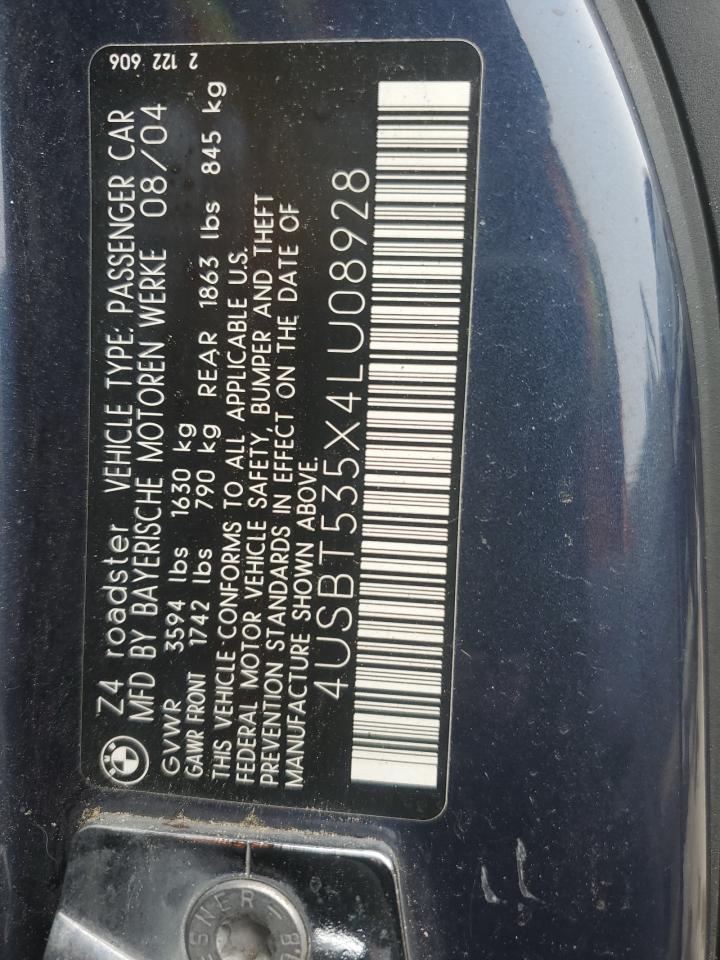 2 122 606
Z4 roadster VEHICLE TYPE: PASSENGER CAR
MFD BY BAYERISCHE MOTOREN WERKE 08/04
GVWR 3594 lbs 1630 kg
GAWR FRONT 1742 lbs 790 kg REAR 1863 lbs 845 kg
THIS VEHICLE CONFORMS TO ALL APPLICABLE U.S.
FEDERAL MOTOR VEHICLE SAFETY, BUMPER AND THEFT
PREVENTION STANDARDS IN EFFECT ON THE DATE OF
MANUFACTURE SHOWN ABOVE.
4USBT535X4LU08928